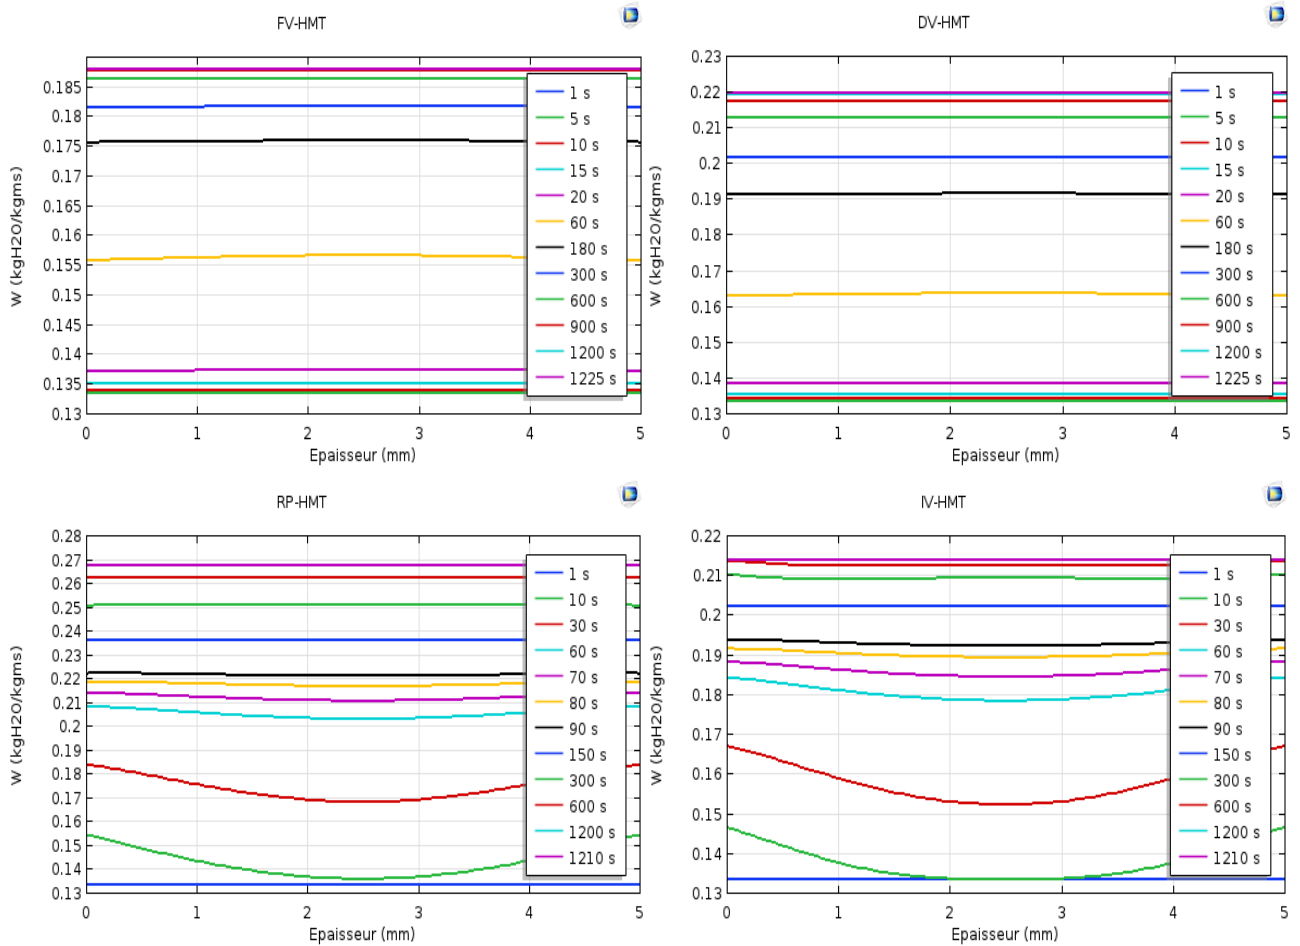 FV-HMT
W (kgH2O/kgms)
0.185
0.18
0.175
0.17
0.165
0.16
0.155
0.15
0.145
0.14
0.135
0.13
0 1 2 3 4 5
Epaisseur (mm)
1 s
5 s
10 s
15 s
20 s
60 s
180 s
300 s
600 s
900 s
1200 s
1225 s
DV-HMT
W (kgH2O/kgms)
0.23
0.22
0.21
0.2
0.19
0.18
0.17
0.16
0.15
0.14
0.13
0 1 2 3 4 5
Epaisseur (mm)
1 s
5 s
10 s
15 s
20 s
60 s
180 s
300 s
600 s
900 s
1200 s
1225 s
RP-HMT
W (kgH2O/kgms)
0.28
0.27
0.26
0.25
0.24
0.23
0.22
0.21
0.2
0.19
0.18
0.17
0.16
0.15
0.14
0.13
0 1 2 3 4 5
Epaisseur (mm)
1 s
10 s
30 s
60 s
70 s
80 s
90 s
150 s
300 s
600 s
1200 s
1210 s
IV-HMT
W (kgH2O/kgms)
0.22
0.21
0.2
0.19
0.18
0.17
0.16
0.15
0.14
0.13
0 1 2 3 4 5
Epaisseur (mm)
1 s
10 s
30 s
60 s
70 s
80 s
90 s
150 s
300 s
600 s
1200 s
1210 s